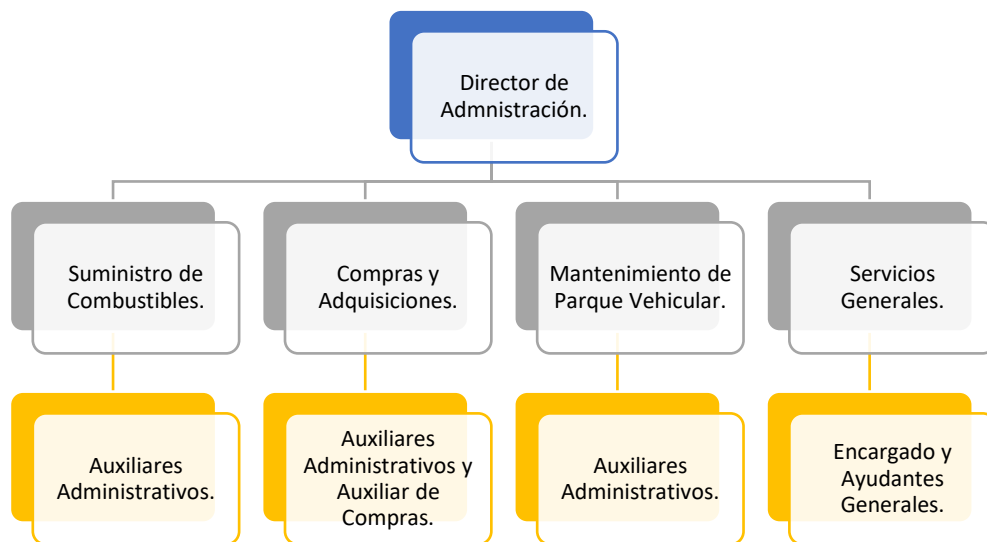 Director de
Admnistración.
Suministro de
Combustibles.
Compras y
Adquisiciones.
Mantenimiento de
Parque Vehicular.
Servicios
Generales.
Auxiliares
Administrativos.
Auxiliares
Administrativos y
Auxiliar de
Compras.
Auxiliares
Administrativos.
Encargado y
Ayudantes
Generales.